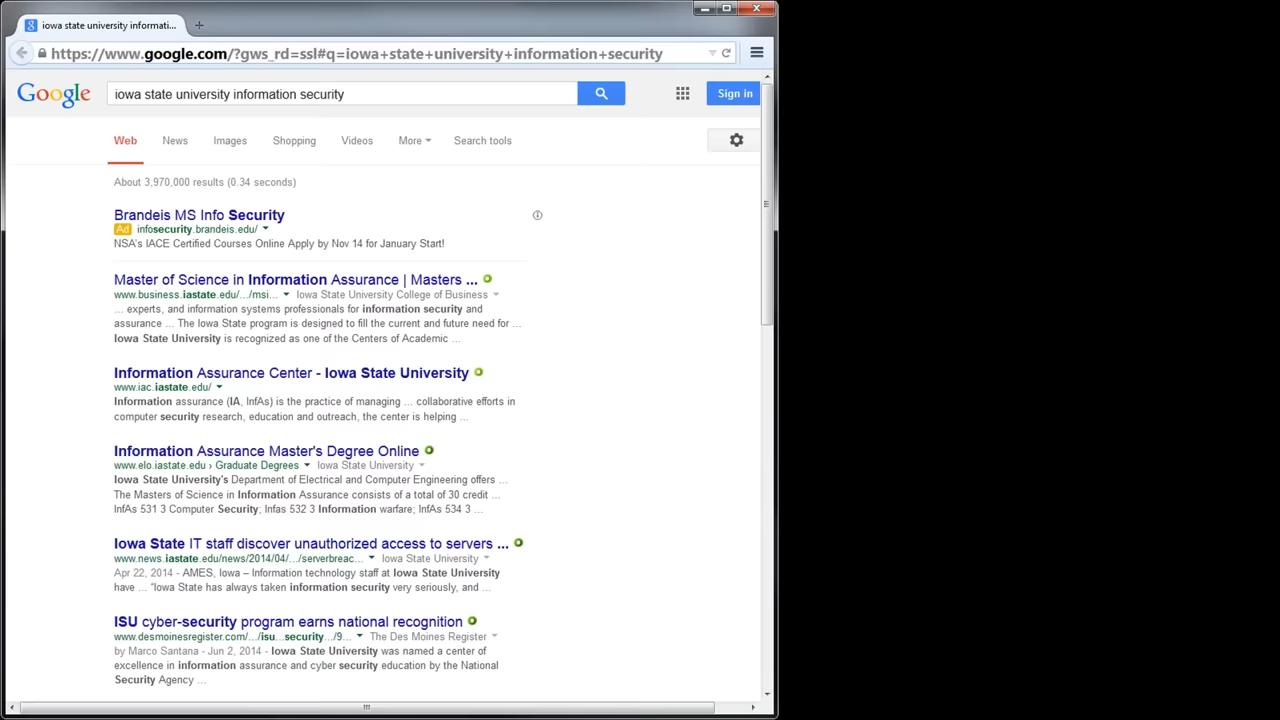 iowa state university informati...
https://www.google.com/?gws_rd=ssl#q=iowa+state+university+information+security
Google
iowa state university information security
Sign in
Web News Images Shopping Videos More Search tools
About 3,970,000 results (0.34 seconds)
Brandeis MS Info Security
Ad infosecurity.brandeis.edu/
NSA's IACE Certified Courses Online Apply by Nov 14 for January Start!
Master of Science in Information Assurance | Masters ...
www.business.iastate.edu/.../msi... Iowa State University College of Business
... experts, and information systems professionals for information security and
assurance ... The Iowa State program is designed to fill the current and future need for ...
Iowa State University is recognized as one of the Centers of Academic ...
Information Assurance Center - Iowa State University
www.iac.iastate.edu/
Information assurance (IA, InfAs) is the practice of managing ... collaborative efforts in
computer security research, education and outreach, the center is helping ...
Information Assurance Master's Degree Online
www.elo.iastate.edu › Graduate Degrees Iowa State University
Iowa State University's Department of Electrical and Computer Engineering offers ...
The Masters of Science in Information Assurance consists of a total of 30 credit ...
InfAs 531 3 Computer Security; Infas 532 3 Information warfare; InfAs 534 3 ...
Iowa State IT staff discover unauthorized access to servers ...
www.news.iastate.edu/news/2014/04/.../serverbreac... Iowa State University
Apr 22, 2014 - AMES, Iowa – Information technology staff at Iowa State University
have ... “Iowa State has always taken information security very seriously, and ...
ISU cyber-security program earns national recognition
www.desmoinesregister.com/.../isu...security.../9... The Des Moines Register
by Marco Santana - Jun 2, 2014 - Iowa State University was named a center of
excellence in information assurance and cyber security education by the National
Security Agency ...